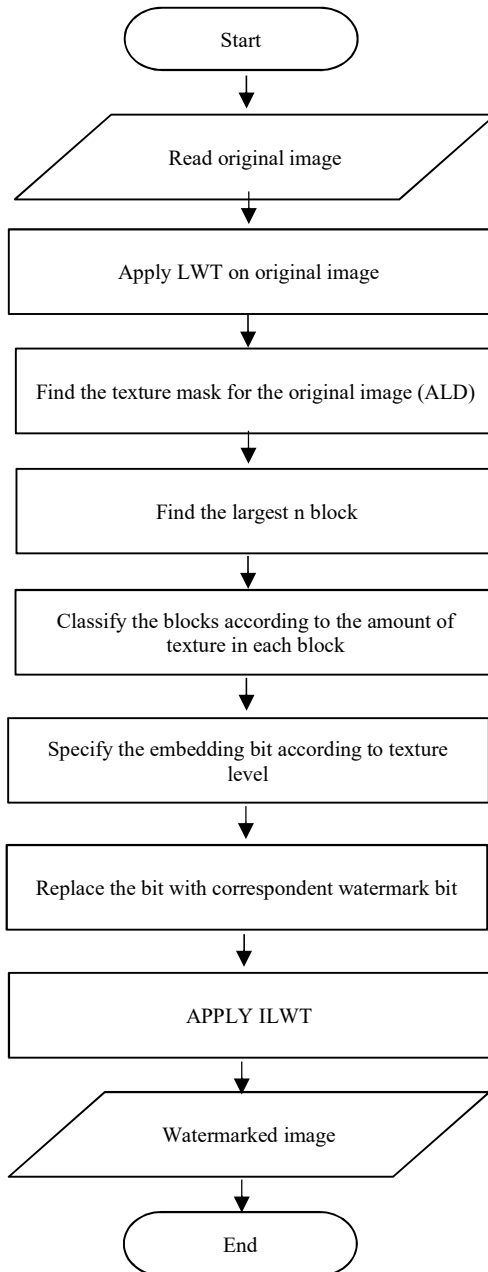 Start
Read original image
Apply LWT on original image
Find the texture mask for the original image (ALD)
Find the largest n block
Classify the blocks according to the amount of
texture in each block
Specify the embedding bit according to texture
level
Replace the bit with correspondent watermark bit
APPLY ILWT
Watermarked image
End